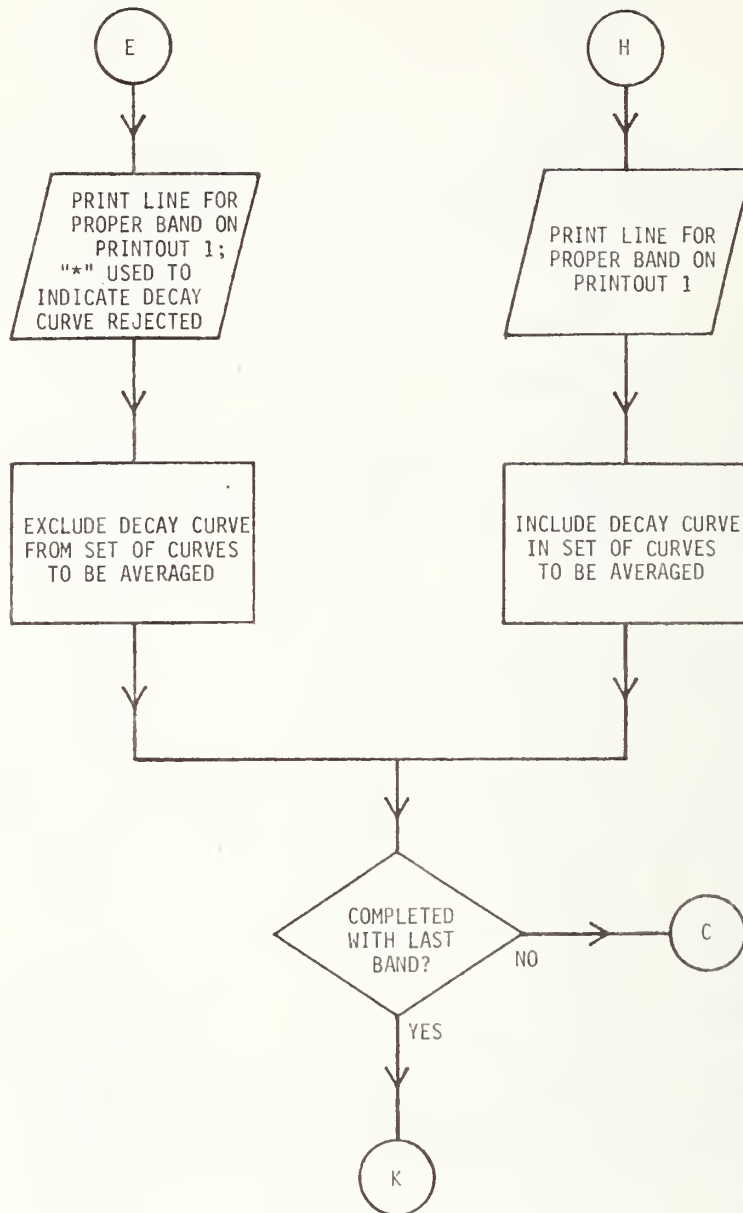 E
H
PRINT LINE FOR
PROPER BAND ON
PRINTOUT 1;
"*" USED TO
INDICATE DECAY
CURVE REJECTED
PRINT LINE FOR
PROPER BAND ON
PRINTOUT 1
EXCLUDE DECAY CURVE
FROM SET OF CURVES
TO BE AVERAGED
INCLUDE DECAY CURVE
IN SET OF CURVES
TO BE AVERAGED
COMPLETED
WITH LAST
BAND?
NO
C
YES
K